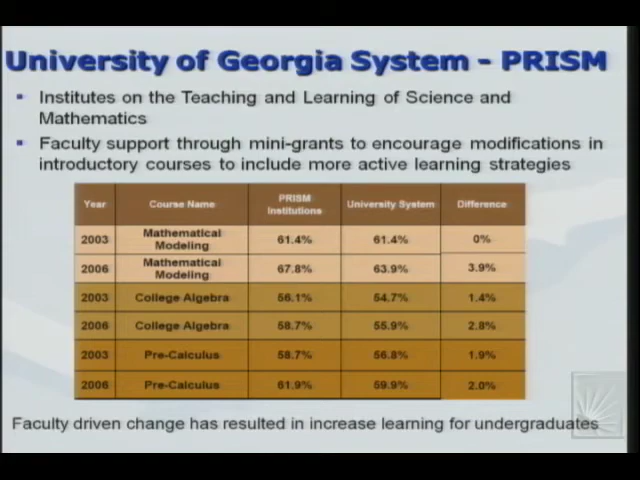 University of Georgia System - PRISM
Institutes on the Teaching and Learning of Science and
Mathematics
Faculty support through mini-grants to encourage modifications in
introductory courses to include more active learning strategies
Year Course Name PRISM Institutions University System Difference
2003 Mathematical Modeling 61.4% 61.4% 0%
2006 Mathematical Modeling 67.8% 63.9% 3.9%
2003 College Algebra 56.1% 54.7% 1.4%
2006 College Algebra 58.7% 55.9% 2.8%
2003 Pre-Calculus 58.7% 56.8% 1.9%
2006 Pre-Calculus 61.9% 59.9% 2.0%
Faculty driven change has resulted in increase learning for undergraduates